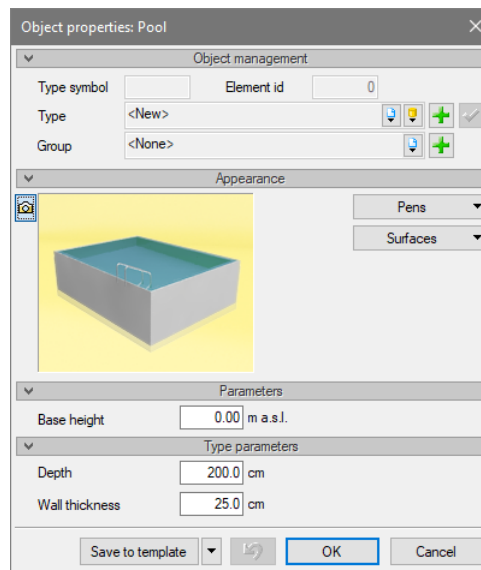 Object properties: Pool
Object management
Type symbol Element id 0
Type <New>
Group <None>
Appearance
Pens
Surfaces
Parameters
Base height 0.00 m a.s.l.
Type parameters
Depth 200.0 cm
Wall thickness 25.0 cm
Save to template OK Cancel